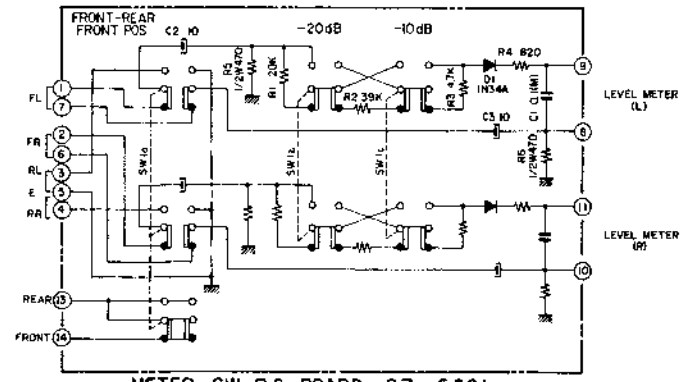 FRONT-REAR
FRONT POS
C2 10
-20dB
-10dB
R5
1/2W470
R1 20K
R2 39K
R3 4.7K
D1
1N34A
R4 820
C1 0.1(M)
C3 10
R6
1/2W470
SW1a
SW1c
1
7
FL
2
6
FR
3
RL
5
E
4
RR
13
REAR
14
FRONT
9
8
LEVEL METER
(L)
11
10
LEVEL METER
(R)